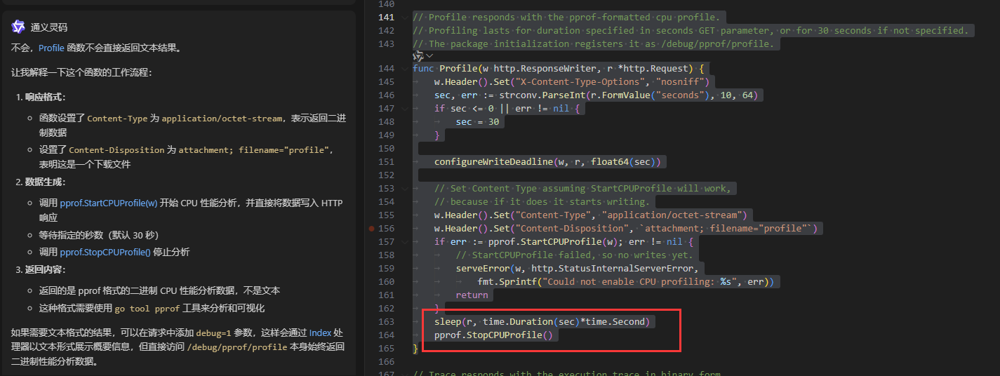 通义灵码
不会，Profile 函数不会直接返回文本结果。
让我解释一下这个函数的工作流程：
1. 响应格式：
函数设置了 Content-Type 为 application/octet-stream，表示返回二进
制数据
设置了 Content-Disposition 为 attachment; filename="profile"，
表明这是一个下载文件
2. 数据生成：
调用 pprof.StartCPUProfile(w) 开始 CPU 性能分析，并直接将数据写入 HTTP
响应
等待指定的秒数（默认 30 秒）
调用 pprof.StopCPUProfile() 停止分析
3. 返回内容：
返回的是 pprof 格式的二进制 CPU 性能分析数据，不是文本
这种格式需要使用 go tool pprof 工具来分析和可视化
如果需要文本格式的结果，可以在请求中添加 debug=1 参数，这样会通过 Index 处
理器以文本形式展示概要信息，但直接访问 /debug/pprof/profile 本身始终返回
二进制性能分析数据。
140
141 // Profile responds with the pprof-formatted cpu profile.
142 // Profiling lasts for duration specified in seconds GET parameter, or for 30 seconds if not specified.
143 // The package initialization registers it as /debug/pprof/profile.
144 func Profile(w http.ResponseWriter, r *http.Request) {
145 w.Header().Set("X-Content-Type-Options", "nosniff")
146 sec, err := strconv.ParseInt(r.FormValue("seconds"), 10, 64)
147 if sec <= 0 || err != nil {
148 sec = 30
149 }
150
151 configureWriteDeadline(w, r, float64(sec))
152
153 // Set Content Type assuming StartCPUProfile will work,
154 // because if it does it starts writing.
155 w.Header().Set("Content-Type", "application/octet-stream")
156 w.Header().Set("Content-Disposition", `attachment; filename="profile"`)
157 if err := pprof.StartCPUProfile(w); err != nil {
158 // StartCPUProfile failed, so no writes yet.
159 serveError(w, http.StatusInternalServerError,
160 fmt.Sprintf("Could not enable CPU profiling: %s", err))
161 return
162 }
163 sleep(r, time.Duration(sec)*time.Second)
164 pprof.StopCPUProfile()
165 }
166
167 // Trace responds with the execution trace in binary form